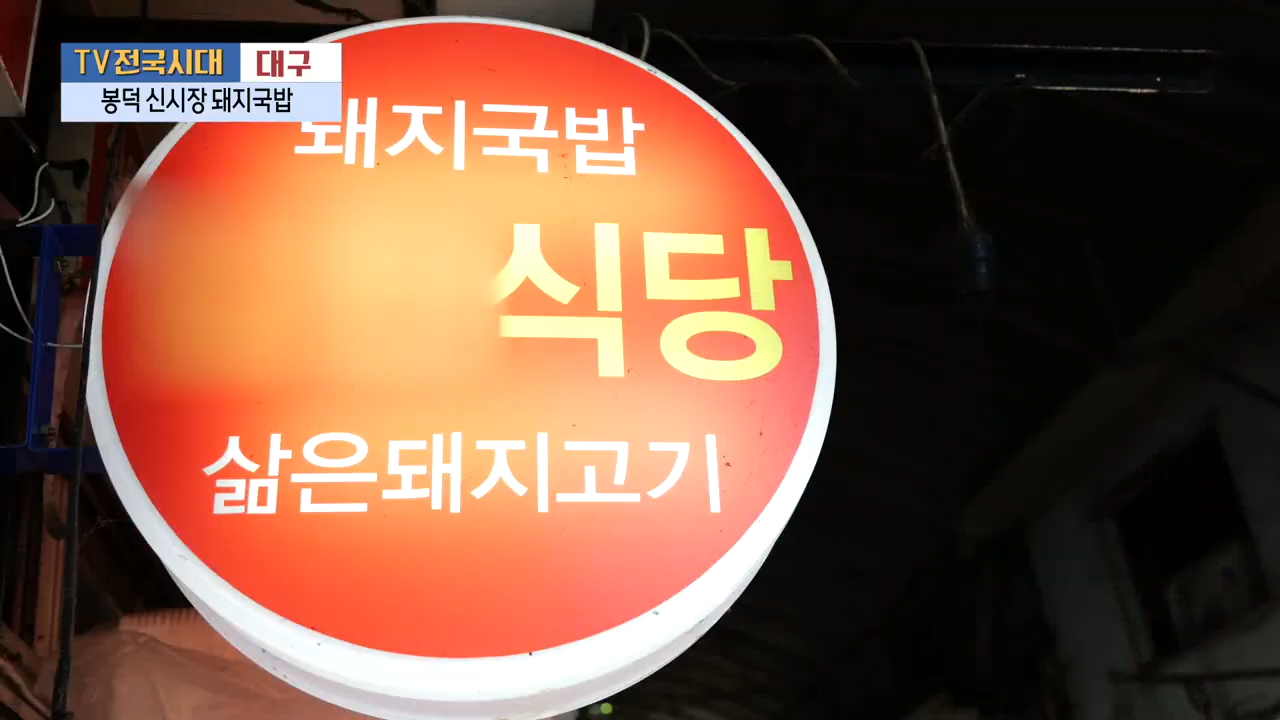 TV전국시대 대구
봉덕 신시장 돼지국밥
돼지국밥
식당
삶은돼지고기